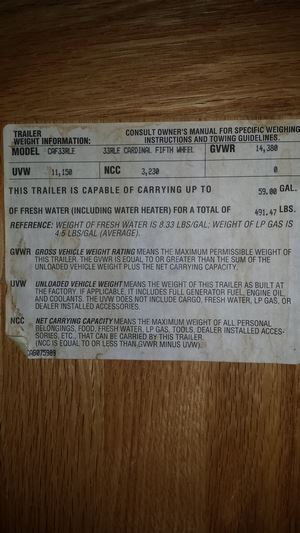 TRAILER CONSULT OWNER'S MANUAL FOR SPECIFIC WEIGHING
WEIGHT INFORMATION: INSTRUCTIONS AND TOWING GUIDELINES.
MODEL CAF33RLE 33RLE CARDINAL FIFTH WHEEL GVWR 14,380
UVW 11,150 NCC 3,230 0
THIS TRAILER IS CAPABLE OF CARRYING UP TO 59.00 GAL.
OF FRESH WATER (INCLUDING WATER HEATER) FOR A TOTAL OF 491.47 LBS.
REFERENCE: WEIGHT OF FRESH WATER IS 8.33 LBS/GAL; WEIGHT OF LP GAS IS
4.5 LBS/GAL (AVERAGE).
GVWR GROSS VEHICLE WEIGHT RATING MEANS THE MAXIMUM PERMISSIBLE WEIGHT OF
THIS TRAILER. THE GVWR IS EQUAL TO OR GREATER THAN THE SUM OF THE
UNLOADED VEHICLE WEIGHT PLUS THE NET CARRYING CAPACITY.
UVW UNLOADED VEHICLE WEIGHT MEANS THE WEIGHT OF THIS TRAILER AS BUILT AT
THE FACTORY. IF APPLICABLE, IT INCLUDES FULL GENERATOR FUEL, ENGINE OIL
AND COOLANTS. THE UVW DOES NOT INCLUDE CARGO, FRESH WATER, LP GAS, OR
DEALER INSTALLED ACCESSORIES.
NCC NET CARRYING CAPACITY MEANS THE MAXIMUM WEIGHT OF ALL PERSONAL
BELONGINGS, FOOD, FRESH WATER, LP GAS, TOOLS, DEALER INSTALLED ACCES-
SORIES, ETC., THAT CAN BE CARRIED BY THIS TRAILER.
(NCC IS EQUAL TO OR LESS THAN GVWR MINUS UVW).